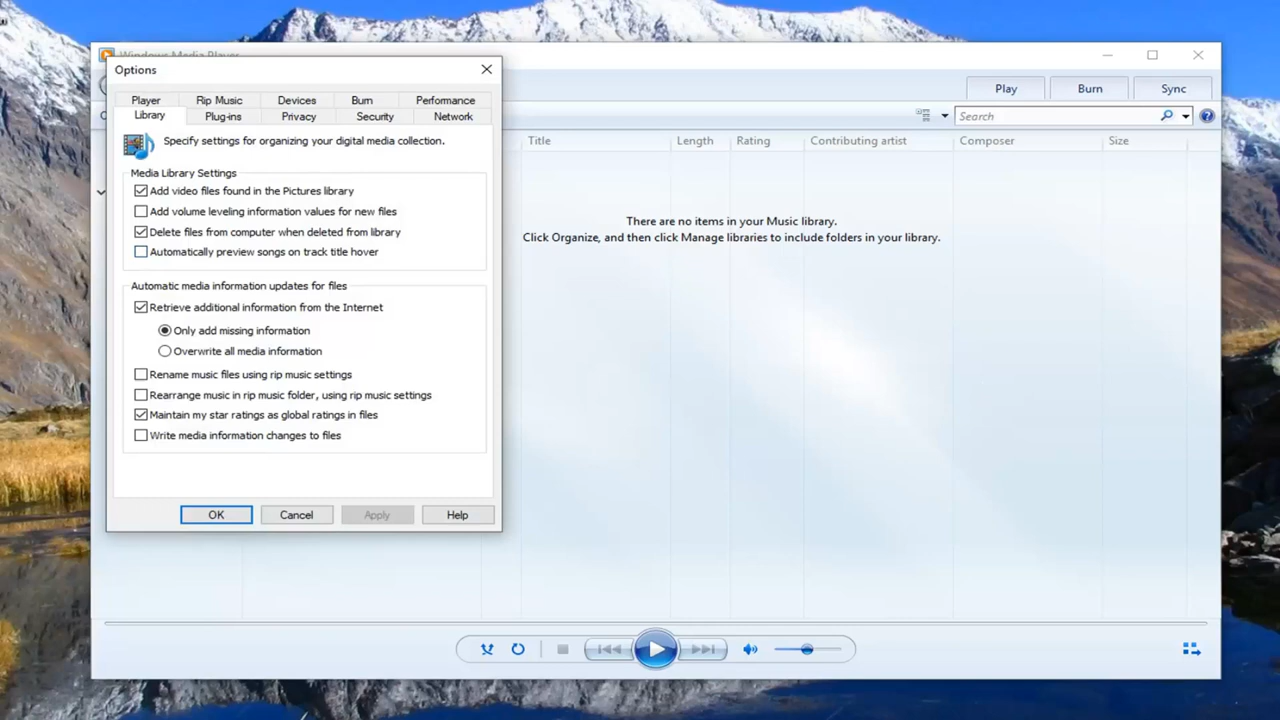 Windows Media Player
Options
Player Rip Music Devices Burn Performance
Library Plug-ins Privacy Security Network
Specify settings for organizing your digital media collection.
Media Library Settings
Add video files found in the Pictures library
Add volume leveling information values for new files
Delete files from computer when deleted from library
Automatically preview songs on track title hover
Automatic media information updates for files
Retrieve additional information from the Internet
Only add missing information
Overwrite all media information
Rename music files using rip music settings
Rearrange music in rip music folder, using rip music settings
Maintain my star ratings as global ratings in files
Write media information changes to files
OK Cancel Apply Help
Play Burn Sync
Search
Title Length Rating Contributing artist Composer Size
There are no items in your Music library.
Click Organize, and then click Manage libraries to include folders in your library.